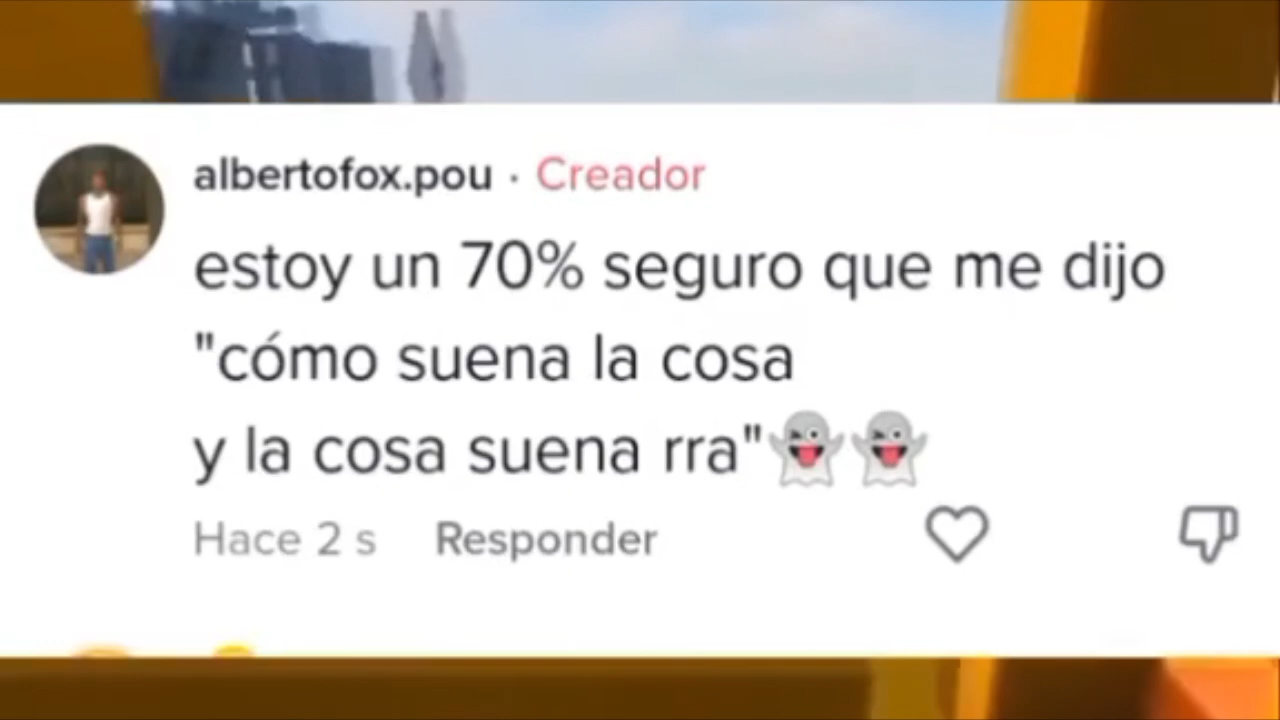 albertofox.pou · Creador
estoy un 70% seguro que me dijo
"cómo suena la cosa
y la cosa suena rra"👻👻
Hace 2 s Responder